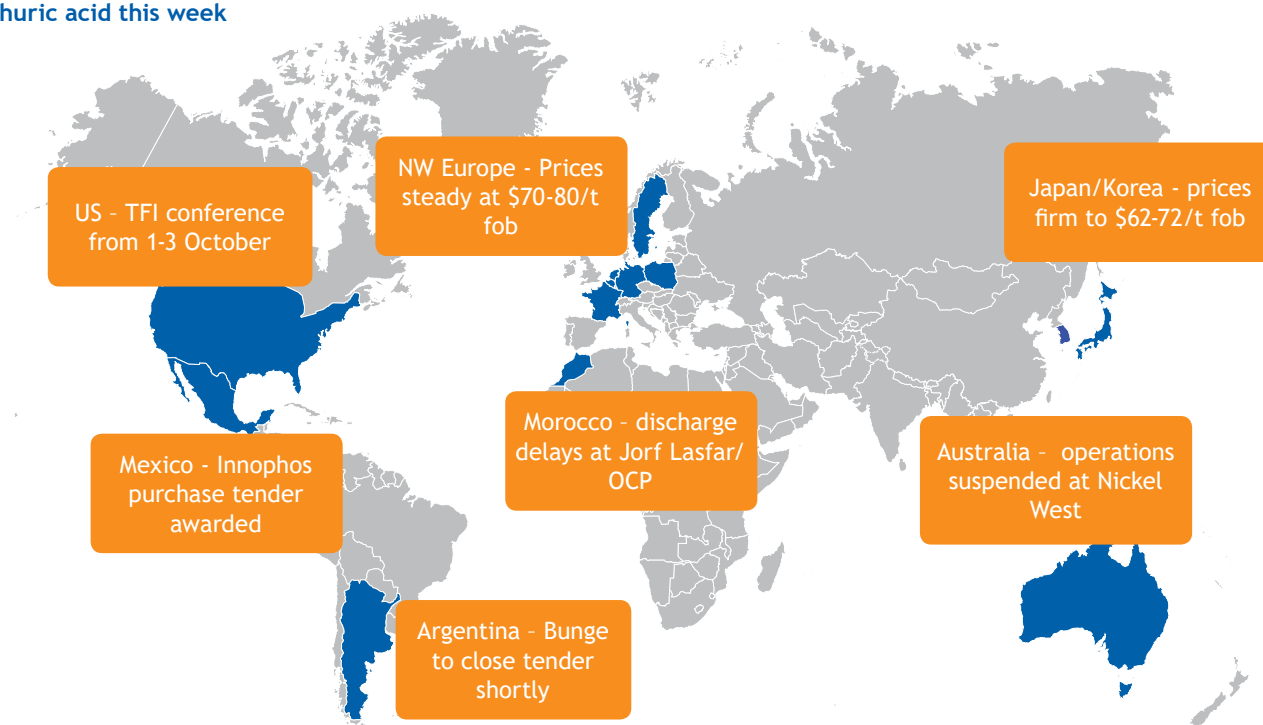 huric acid this week
NW Europe - Prices
steady at $70-80/t
fob
Japan/Korea - prices
firm to $62-72/t fob
US – TFI conference
from 1-3 October
Morocco – discharge
delays at Jorf Lasfar/
OCP
Australia – operations
suspended at Nickel
West
Mexico - Innophos
purchase tender
awarded
Argentina – Bunge
to close tender
shortly